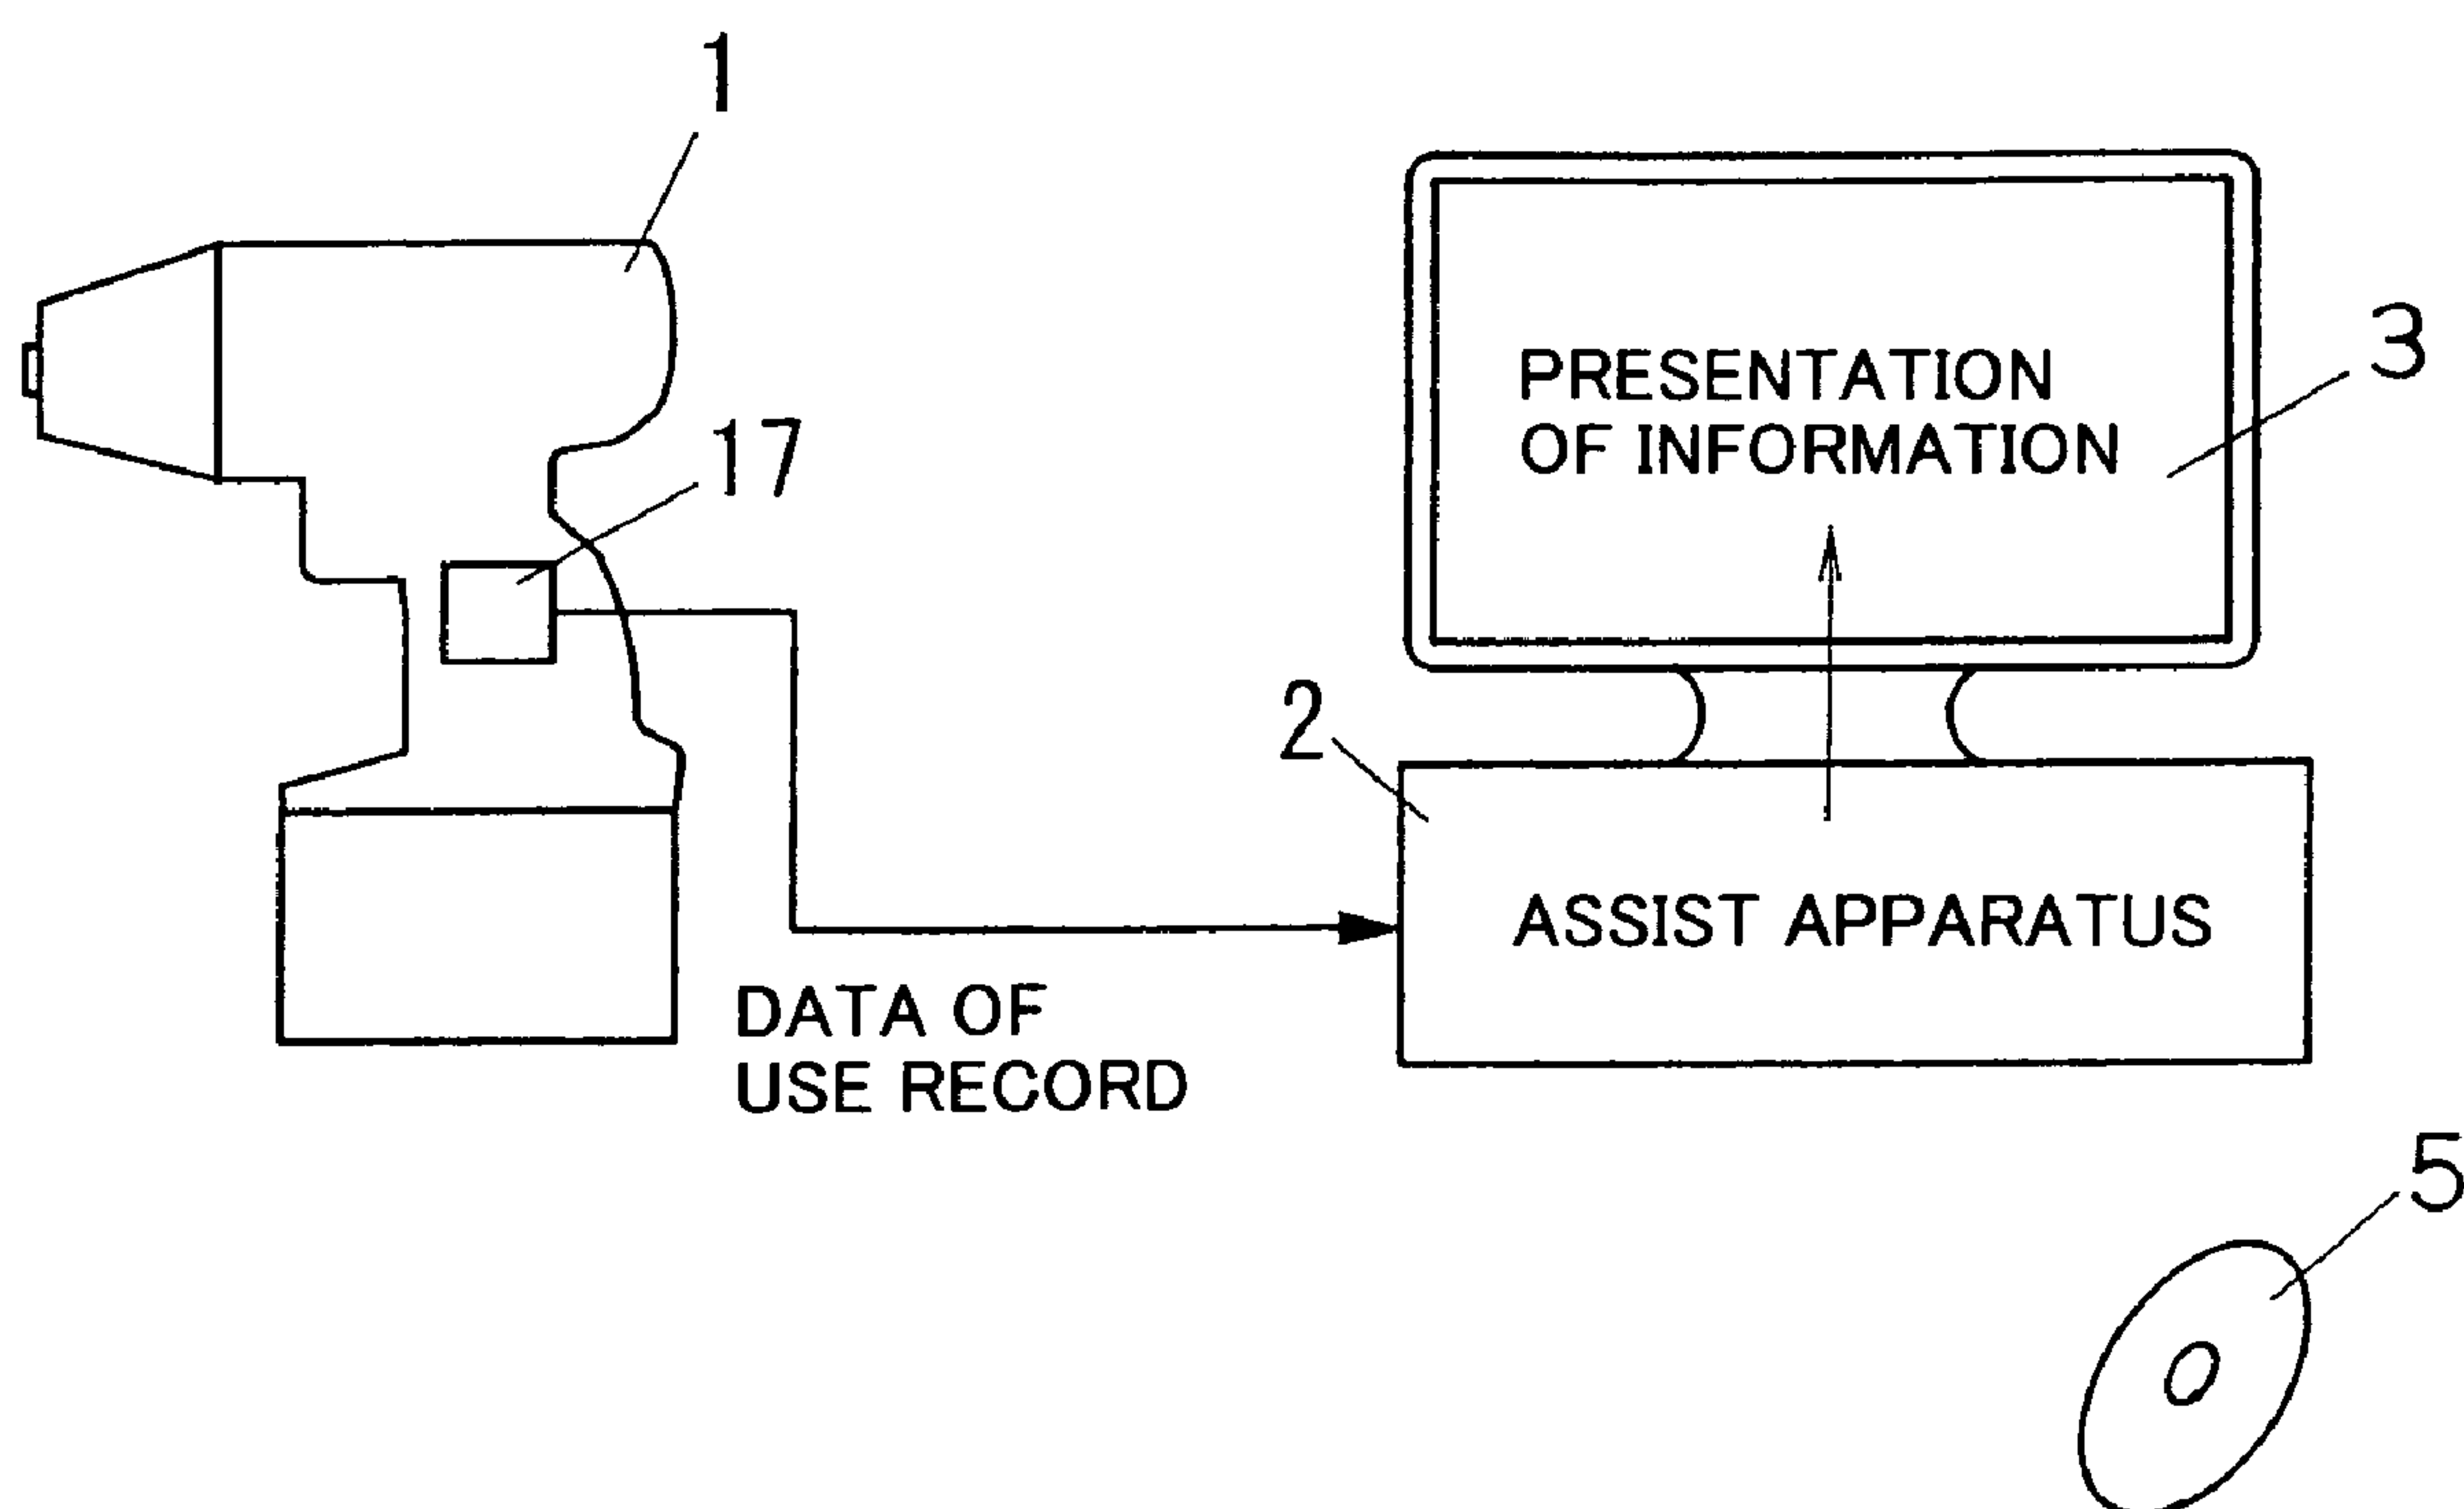 1
17
PRESENTATION
OF INFORMATION
3
2
ASSIST APPARATUS
DATA OF
USE RECORD
5